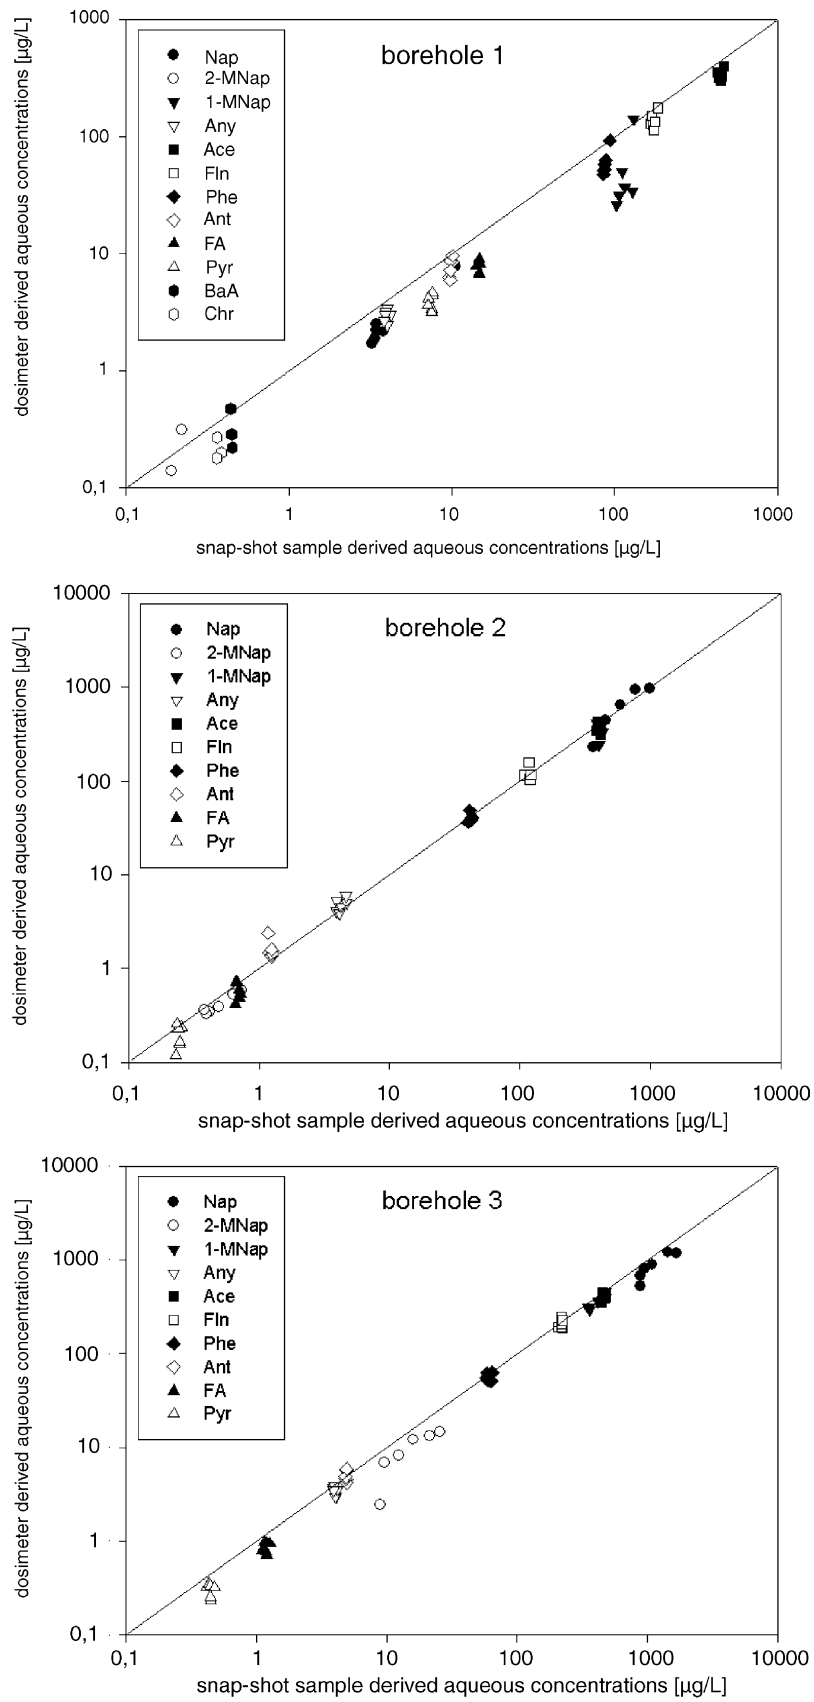 borehole 1
dosimeter derived aqueous concentrations [µg/L]
1000
100
10
1
0,1
Nap
2-MNap
1-MNap
Any
Ace
Fln
Phe
Ant
FA
Pyr
BaA
Chr
0,1 1 10 100 1000
snap-shot sample derived aqueous concentrations [µg/L]
borehole 2
dosimeter derived aqueous concentrations [µg/L]
10000
1000
100
10
1
0,1
Nap
2-MNap
1-MNap
Any
Ace
Fln
Phe
Ant
FA
Pyr
0,1 1 10 100 1000 10000
snap-shot sample derived aqueous concentrations [µg/L]
borehole 3
dosimeter derived aqueous concentrations [µg/L]
10000
1000
100
10
1
0,1
Nap
2-MNap
1-MNap
Any
Ace
Fln
Phe
Ant
FA
Pyr
0,1 1 10 100 1000 10000
snap-shot sample derived aqueous concentrations [µg/L]